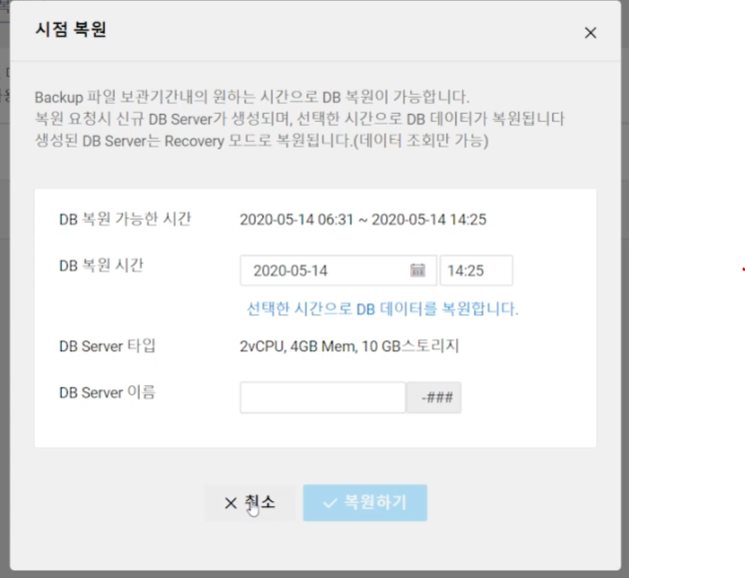 시점 복원
Backup 파일 보관기간내의 원하는 시간으로 DB 복원이 가능합니다.
복원 요청시 신규 DB Server가 생성되며, 선택한 시간으로 DB 데이터가 복원됩니다
생성된 DB Server는 Recovery 모드로 복원됩니다.(데이터 조회만 가능)
DB 복원 가능한 시간 2020-05-14 06:31 ~ 2020-05-14 14:25
DB 복원 시간 2020-05-14 14:25
선택한 시간으로 DB 데이터를 복원합니다.
DB Server 타입 2vCPU, 4GB Mem, 10 GB스토리지
DB Server 이름 -###
취소 복원하기